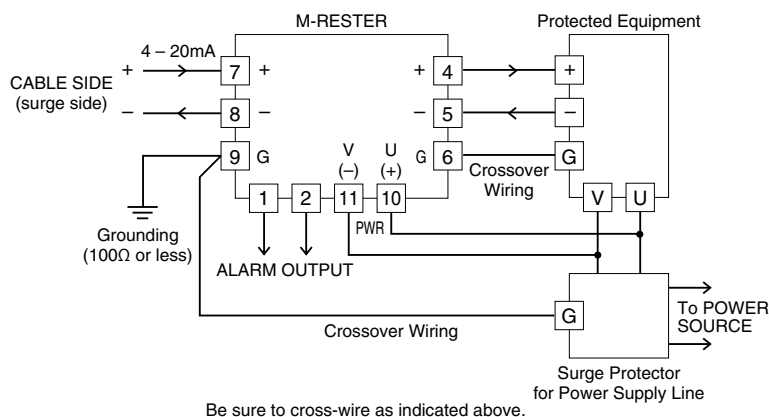 M-RESTER
Protected Equipment
4 – 20mA
CABLE SIDE
(surge side)
+
–
7
+
8
–
9
G
+
4
–
5
G
6
V
(–)
U
(+)
1
2
11
10
PWR
Crossover
Wiring
+
–
G
V
U
Grounding
(100Ω or less)
ALARM OUTPUT
Crossover Wiring
G
To POWER
SOURCE
Surge Protector
for Power Supply Line
Be sure to cross-wire as indicated above.